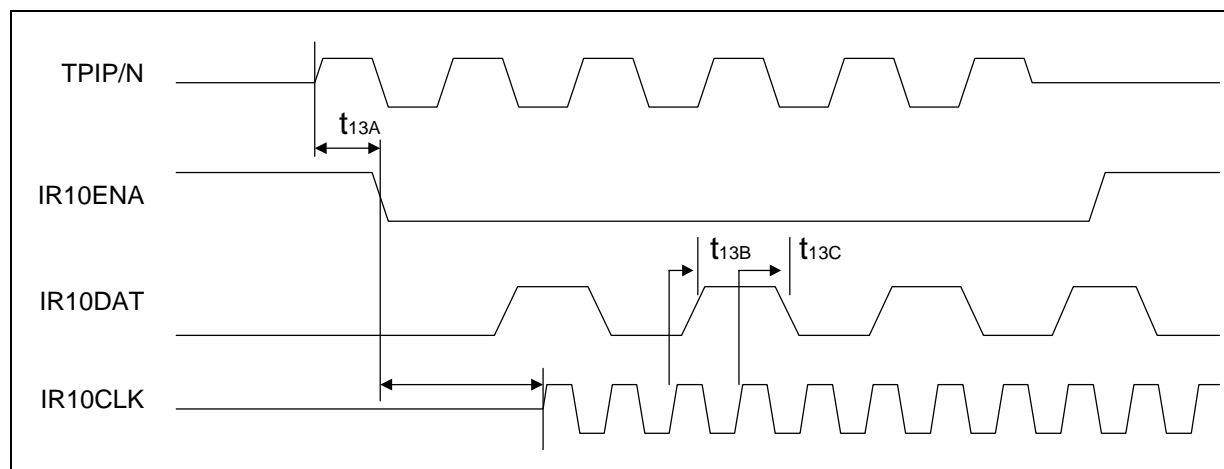 TPIP/N
t13A
IR10ENA
t13B t13C
IR10DAT
IR10CLK